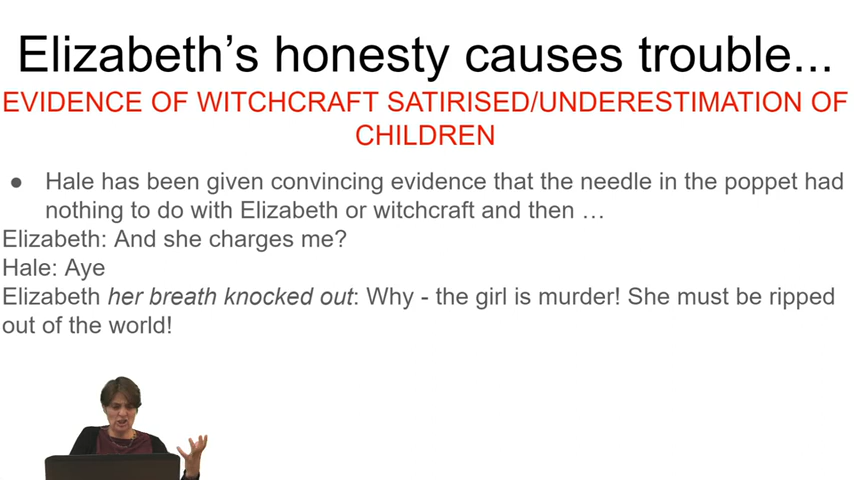 Elizabeth's honesty causes trouble...
EVIDENCE OF WITCHCRAFT SATIRISED/UNDERESTIMATION OF
CHILDREN
● Hale has been given convincing evidence that the needle in the poppet had
nothing to do with Elizabeth or witchcraft and then …
Elizabeth: And she charges me?
Hale: Aye
Elizabeth her breath knocked out: Why - the girl is murder! She must be ripped
out of the world!